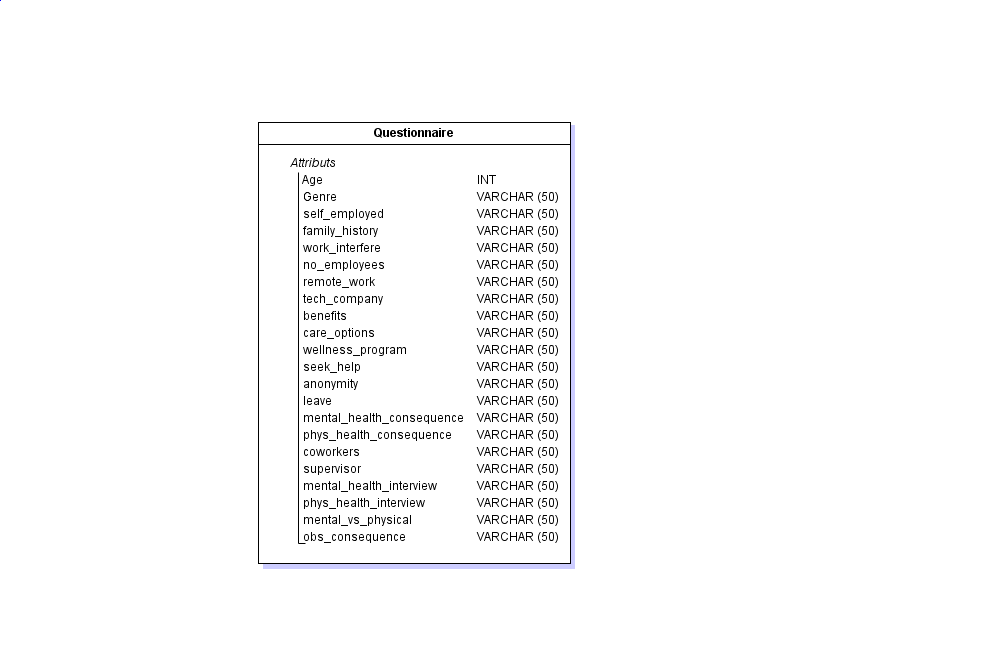 Questionnaire
Attributs
Age INT
Genre VARCHAR (50)
self_employed VARCHAR (50)
family_history VARCHAR (50)
work_interfere VARCHAR (50)
no_employees VARCHAR (50)
remote_work VARCHAR (50)
tech_company VARCHAR (50)
benefits VARCHAR (50)
care_options VARCHAR (50)
wellness_program VARCHAR (50)
seek_help VARCHAR (50)
anonymity VARCHAR (50)
leave VARCHAR (50)
mental_health_consequence VARCHAR (50)
phys_health_consequence VARCHAR (50)
coworkers VARCHAR (50)
supervisor VARCHAR (50)
mental_health_interview VARCHAR (50)
phys_health_interview VARCHAR (50)
mental_vs_physical VARCHAR (50)
obs_consequence VARCHAR (50)